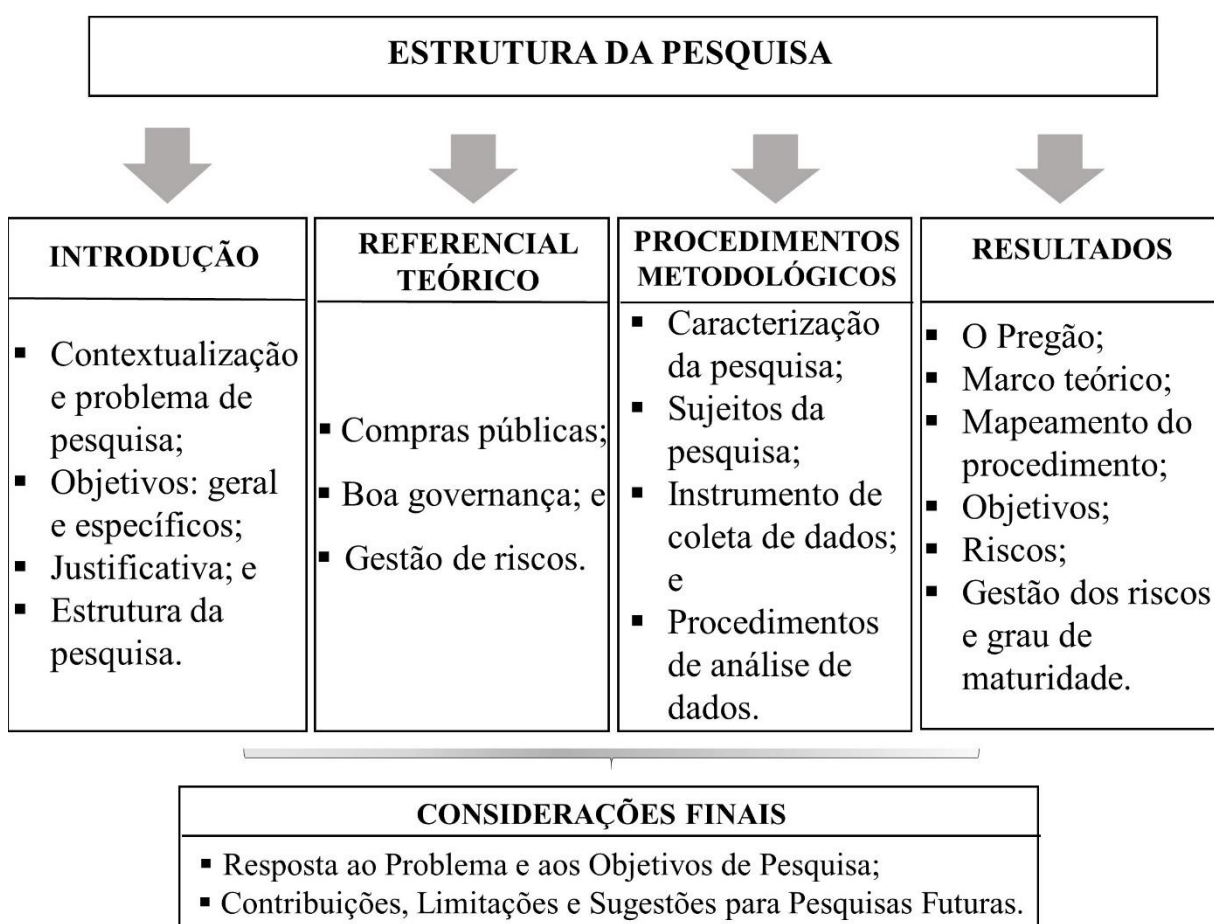 ESTRUTURA DA PESQUISA
INTRODUÇÃO
▪ Contextualização
e problema de
pesquisa;
▪ Objetivos: geral
e específicos;
▪ Justificativa; e
▪ Estrutura da
pesquisa.
REFERENCIAL
TEÓRICO
▪ Compras públicas;
▪ Boa governança; e
▪ Gestão de riscos.
PROCEDIMENTOS
METODOLÓGICOS
▪ Caracterização
da pesquisa;
▪ Sujeitos da
pesquisa;
▪ Instrumento de
coleta de dados;
e
▪ Procedimentos
de análise de
dados.
RESULTADOS
▪ O Pregão;
▪ Marco teórico;
▪ Mapeamento do
procedimento;
▪ Objetivos;
▪ Riscos;
▪ Gestão dos riscos
e grau de
maturidade.
CONSIDERAÇÕES FINAIS
▪ Resposta ao Problema e aos Objetivos de Pesquisa;
▪ Contribuições, Limitações e Sugestões para Pesquisas Futuras.